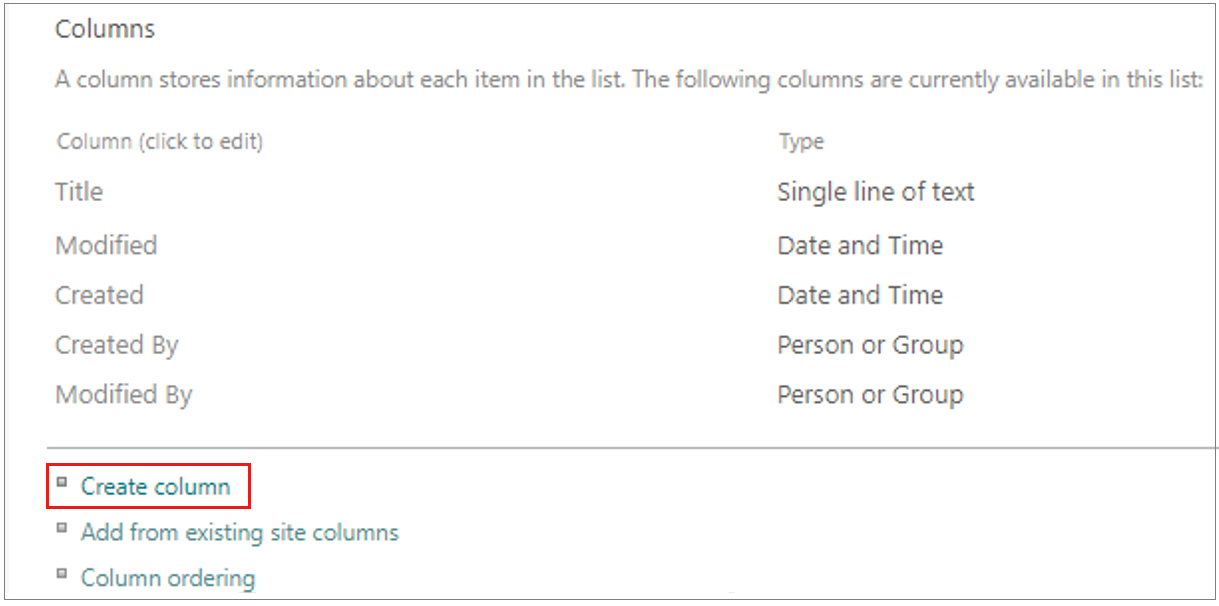 Columns
A column stores information about each item in the list. The following columns are currently available in this list:
Column (click to edit) Type
Title Single line of text
Modified Date and Time
Created Date and Time
Created By Person or Group
Modified By Person or Group
Create column
Add from existing site columns
Column ordering